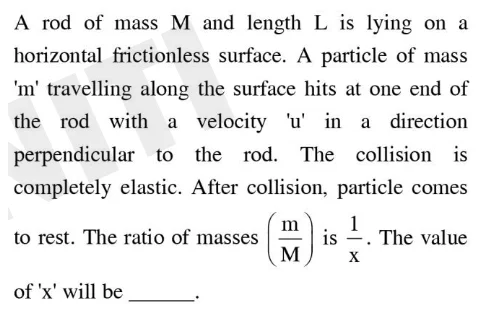 A rod of mass M and length L is lying on a
horizontal frictionless surface. A particle of mass
'm' travelling along the surface hits at one end of
the rod with a velocity 'u' in a direction
perpendicular to the rod. The collision is
completely elastic. After collision, particle comes
to rest. The ratio of masses (m/M) is 1/x. The value
of 'x' will be ______.